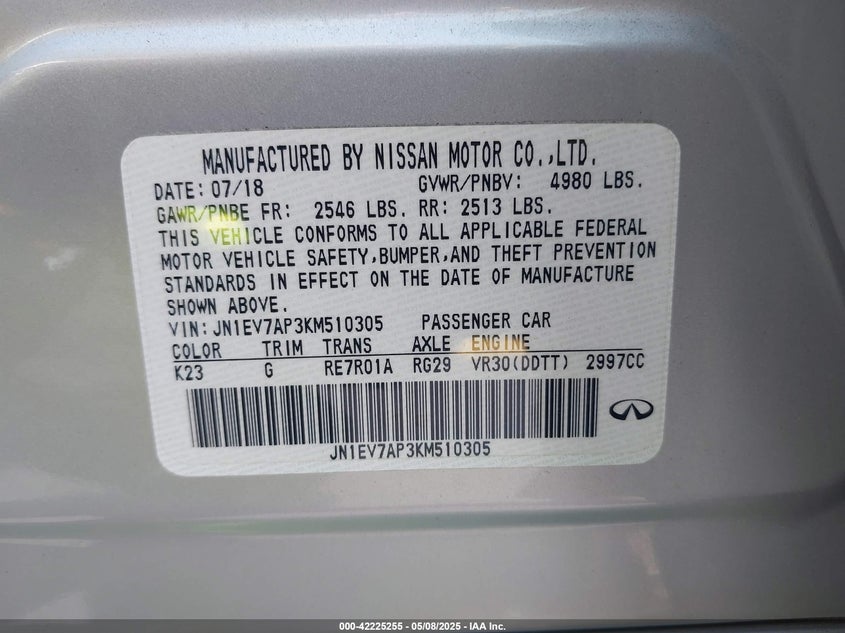 MANUFACTURED BY NISSAN MOTOR CO.,LTD.
DATE: 07/18 GVWR/PNBV: 4980 LBS.
GAWR/PNBE FR: 2546 LBS. RR: 2513 LBS.
THIS VEHICLE CONFORMS TO ALL APPLICABLE FEDERAL
MOTOR VEHICLE SAFETY,BUMPER,AND THEFT PREVENTION
STANDARDS IN EFFECT ON THE DATE OF MANUFACTURE
SHOWN ABOVE.
VIN:JN1EV7AP3KM510305 PASSENGER CAR
COLOR TRIM TRANS AXLE ENGINE
K23 G RE7R01A RG29 VR30(DDTT) 2997CC
JN1EV7AP3KM510305
000-42225255 - 05/08/2025 - IAA Inc.